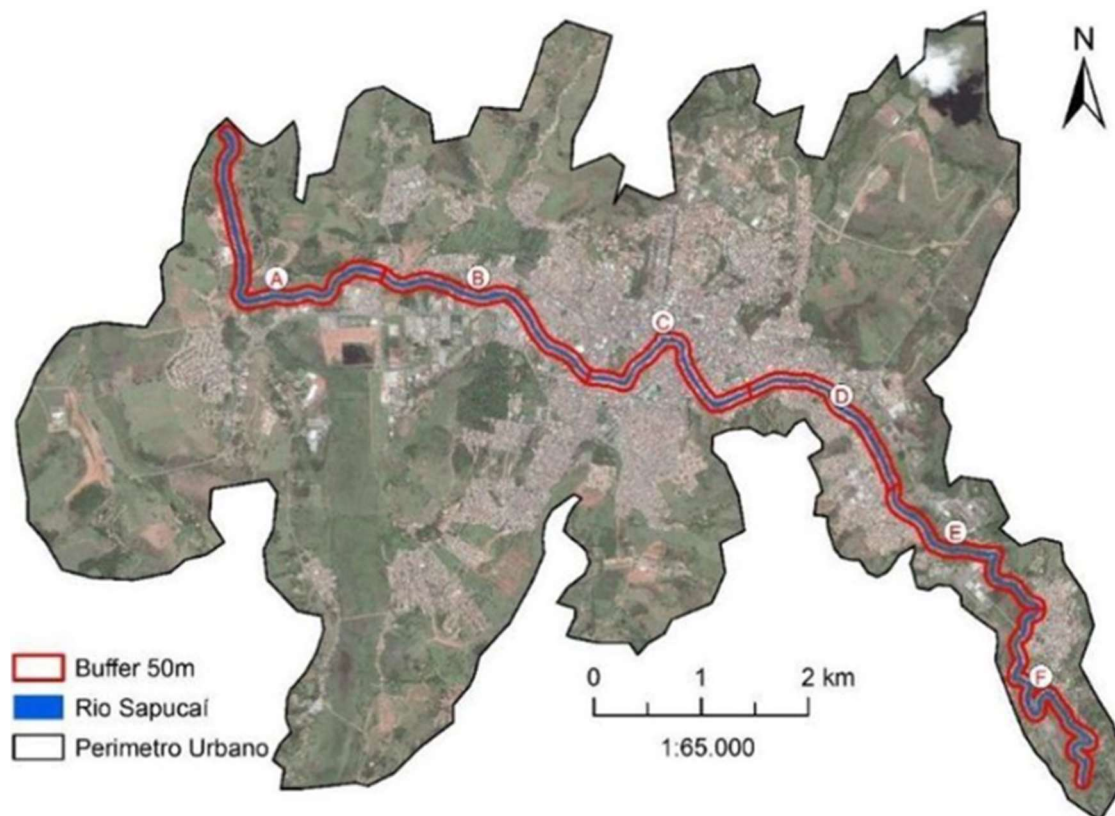 N
A
B
C
D
E
F
Buffer 50m
Rio Sapucaí
Perimetro Urbano
0 1 2 km
1:65.000